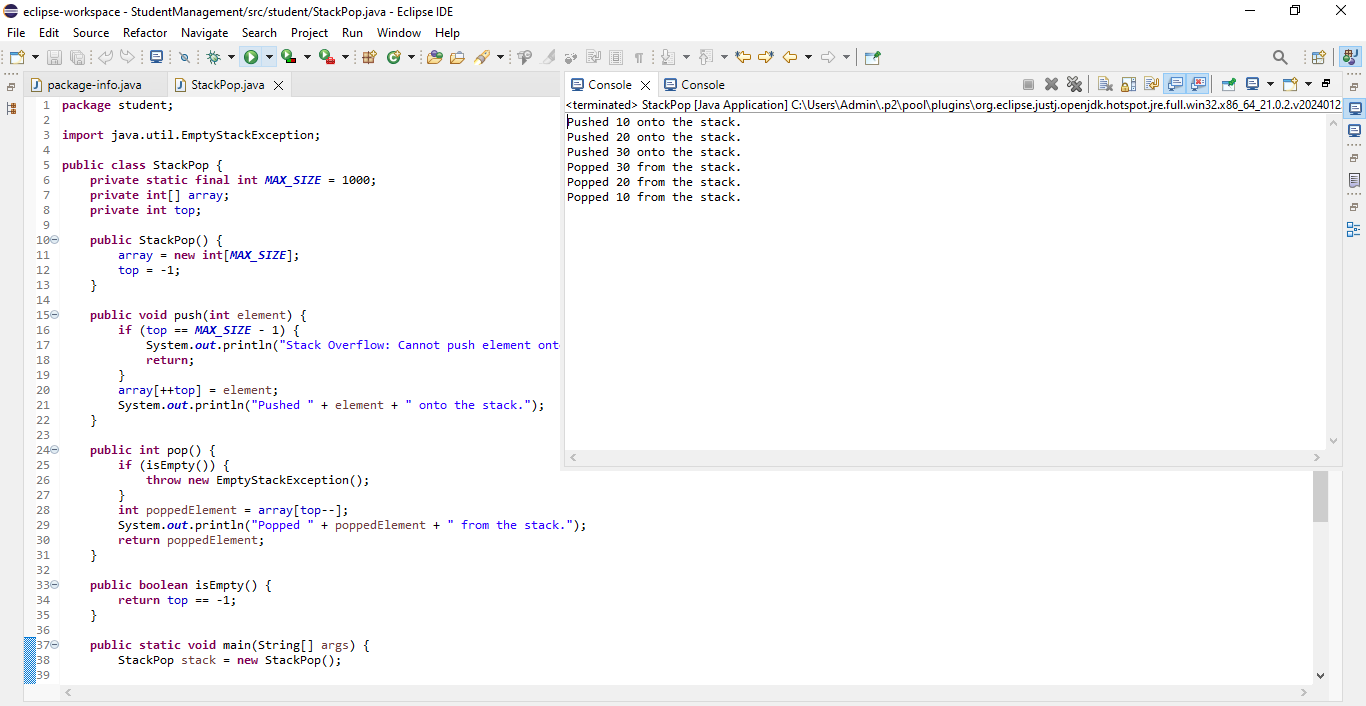 eclipse-workspace - StudentManagement/src/student/StackPop.java - Eclipse IDE
File Edit Source Refactor Navigate Search Project Run Window Help
package-info.java StackPop.java
1 package student;
2
3 import java.util.EmptyStackException;
4
5 public class StackPop {
6 private static final int MAX_SIZE = 1000;
7 private int[] array;
8 private int top;
9
10 public StackPop() {
11 array = new int[MAX_SIZE];
12 top = -1;
13 }
14
15 public void push(int element) {
16 if (top == MAX_SIZE - 1) {
17 System.out.println("Stack Overflow: Cannot push element ont
18 return;
19 }
20 array[++top] = element;
21 System.out.println("Pushed " + element + " onto the stack.");
22 }
23
24 public int pop() {
25 if (isEmpty()) {
26 throw new EmptyStackException();
27 }
28 int poppedElement = array[top--];
29 System.out.println("Popped " + poppedElement + " from the stack.");
30 return poppedElement;
31 }
32
33 public boolean isEmpty() {
34 return top == -1;
35 }
36
37 public static void main(String[] args) {
38 StackPop stack = new StackPop();
39
Console Console
<terminated> StackPop [Java Application] C:\Users\Admin\.p2\pool\plugins\org.eclipse.justj.openjdk.hotspot.jre.full.win32.x86_64_21.0.2.v2024012
Pushed 10 onto the stack.
Pushed 20 onto the stack.
Pushed 30 onto the stack.
Popped 30 from the stack.
Popped 20 from the stack.
Popped 10 from the stack.